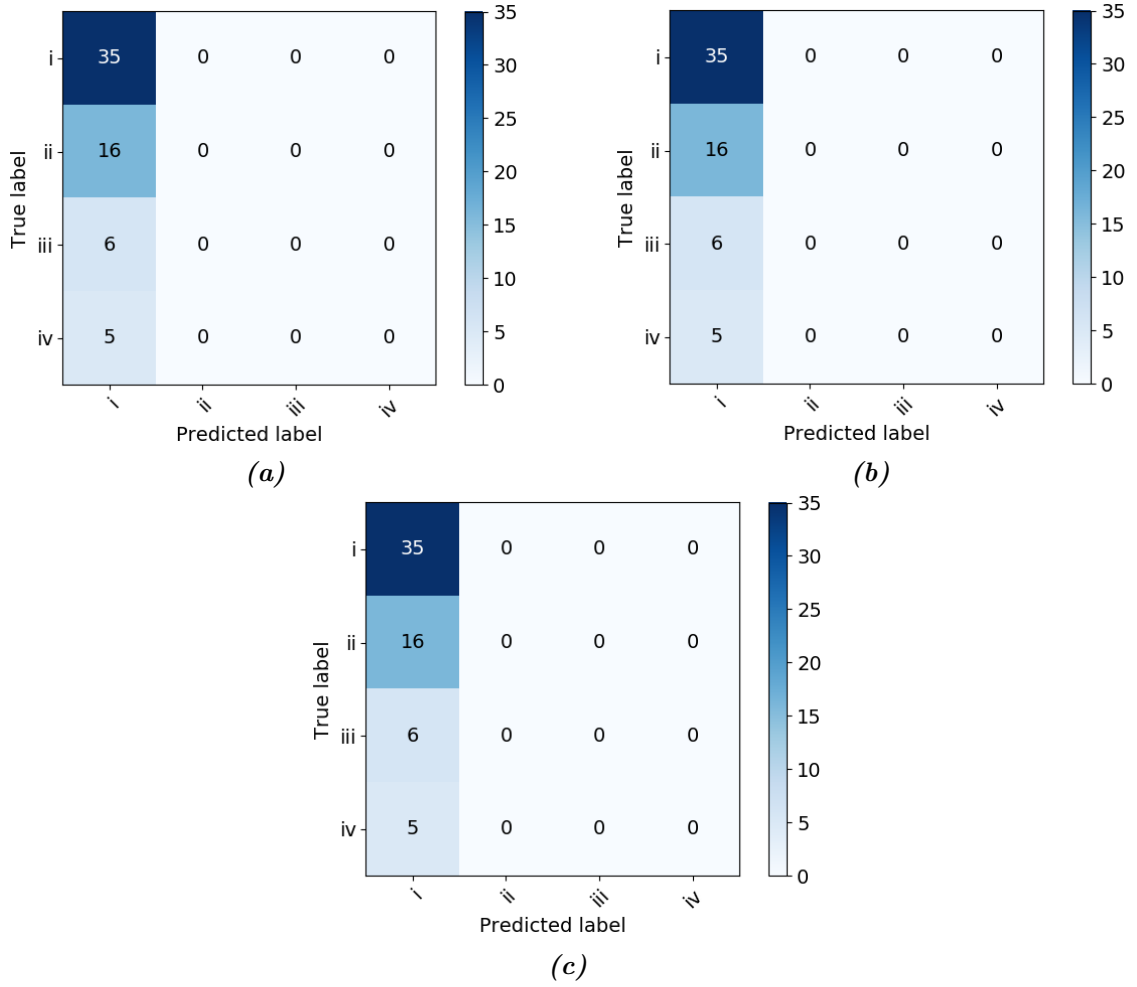 35
i 35 0 0 0
30
25
ii 16 0 0 0
20
True label
15
iii 6 0 0 0
10
5
iv 5 0 0 0
0
i ii iii iv
Predicted label
(a)
35
i 35 0 0 0
30
25
ii 16 0 0 0
20
True label
15
iii 6 0 0 0
10
5
iv 5 0 0 0
0
i ii iii iv
Predicted label
(b)
35
i 35 0 0 0
30
25
ii 16 0 0 0
20
True label
15
iii 6 0 0 0
10
5
iv 5 0 0 0
0
i ii iii iv
Predicted label
(c)